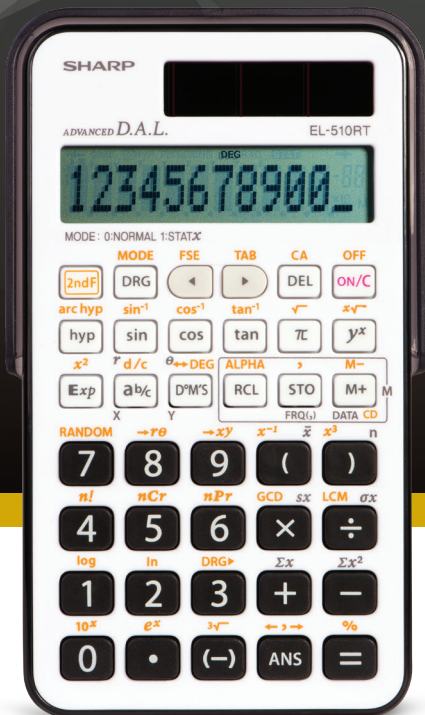 SHARP
ADVANCED D.A.L. EL-510RT
DEG
12345678900_
MODE: 0:NORMAL 1:STATx
MODE FSE TAB CA OFF
2ndF DRG ◀ ▶ DEL ON/C
arc hyp sin⁻¹ cos⁻¹ tan⁻¹ √ ˣ√
hyp sin cos tan π yˣ
x² r d/c θ ↔DEG ALPHA , M−
Exp ab/c D°M'S RCL STO M+ M
X Y FRQ(,) DATA CD
RANDOM →rθ →xy x⁻¹ x̄ x³ n
7 8 9 ( )
n! nCr nPr GCD sx LCM σx
4 5 6 × ÷
log ln DRG▶ Σx Σx²
1 2 3 + −
10ˣ eˣ ³√ ←,→ %
0 • (−) ANS =